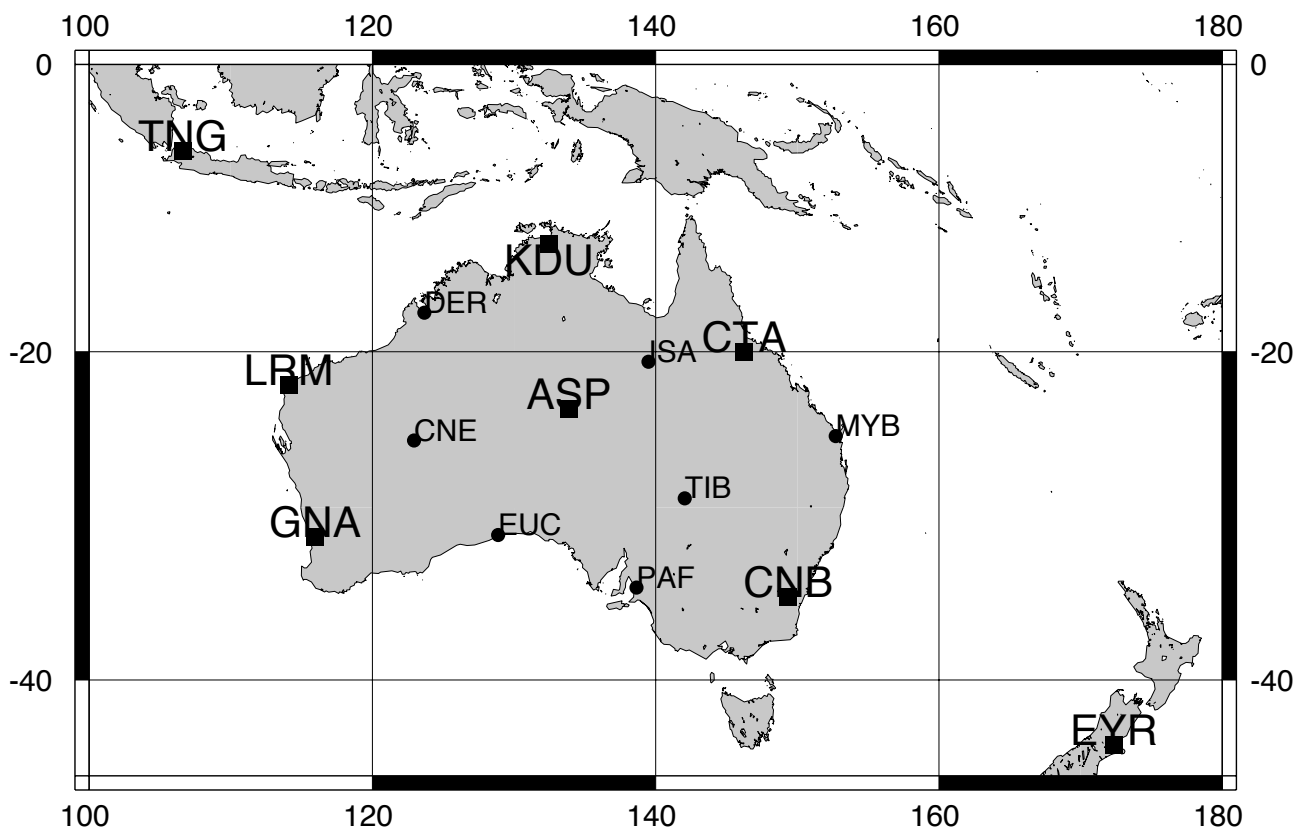 100 120 140 160 180
0 0
TNG
KDU
DER
CTA
-20 ISA -20
LRM
ASP
MYB
CNE
TIB
GNA EUC
PAF
CNB
-40 -40
EYR
100 120 140 160 180